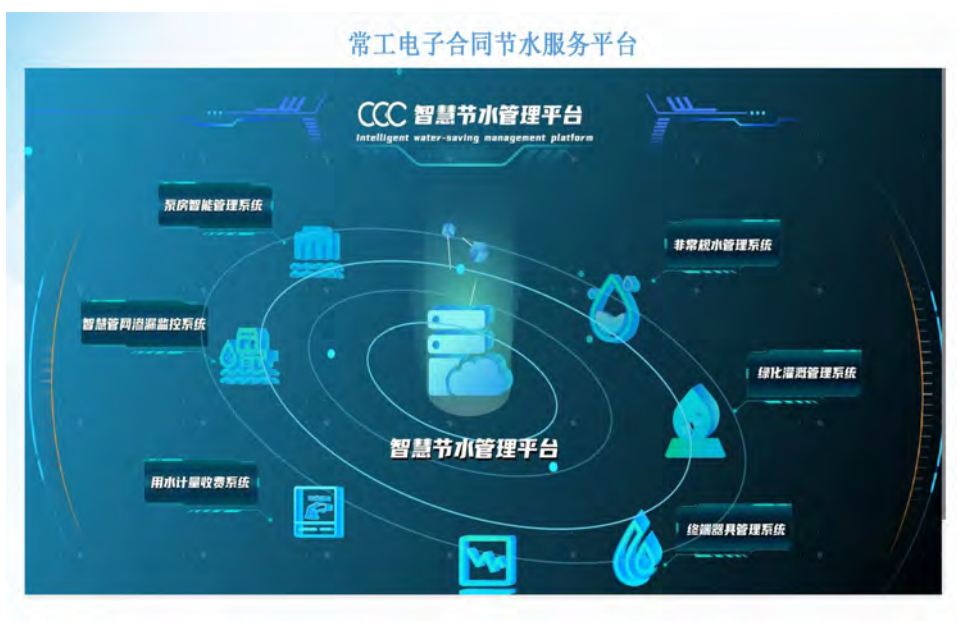 常工电子合同节水服务平台
CCC 智慧节水管理平台
Intelligent water-saving management platform
泵房智能管理系统
非常规水管理系统
智慧管网渗漏监控系统
绿化灌溉管理系统
智慧节水管理平台
用水计量收费系统
终端器具管理系统